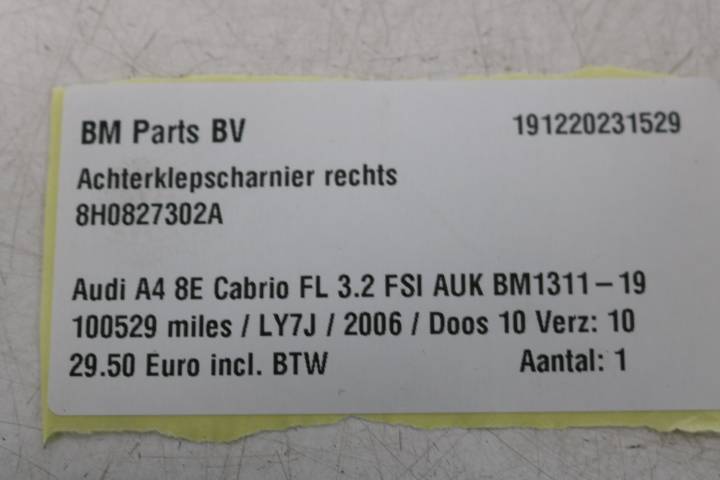 BM Parts BV 191220231529
Achterklepscharnier rechts
8H0827302A
Audi A4 8E Cabrio FL 3.2 FSI AUK BM1311-19
100529 miles / LY7J / 2006 / Doos 10 Verz: 10
29.50 Euro incl. BTW Aantal: 1